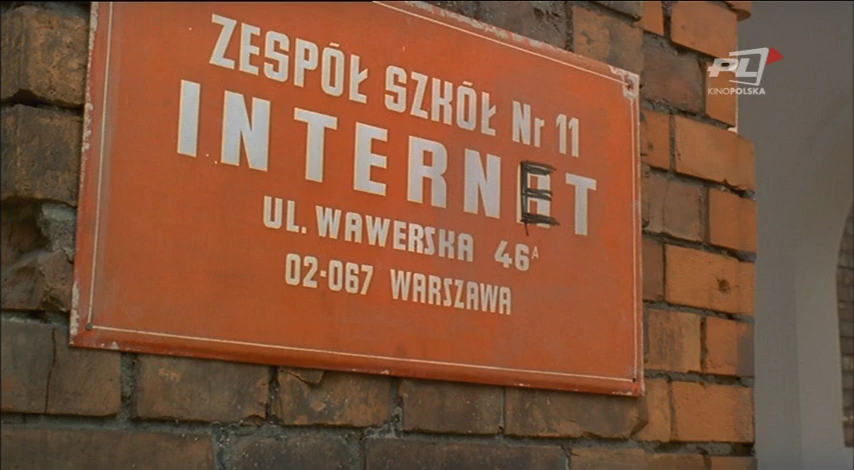 ZESPÓŁ SZKÓŁ Nr 11
INTERNET
UL. WAWERSKA 46A
02-067 WARSZAWA
PL
KINOPOLSKA